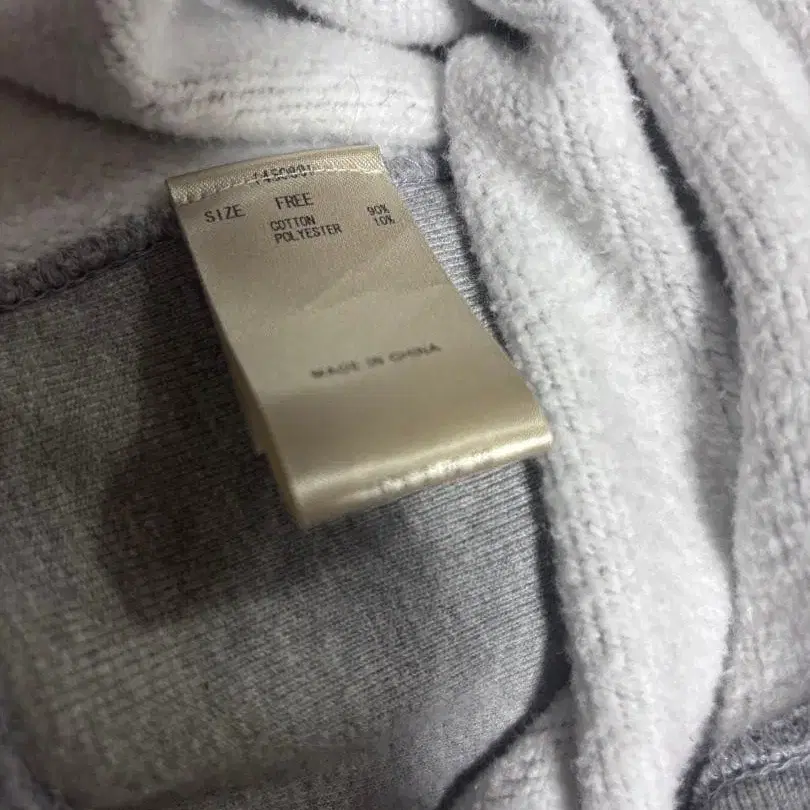 SIZE FREE
COTTON 90%
POLYESTER 10%
MADE IN CHINA